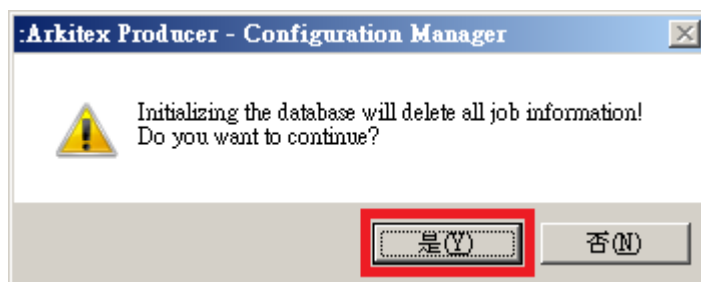 :Arkitex Producer - Configuration Manager
Initializing the database will delete all job information!
Do you want to continue?
是(Y)
否(N)